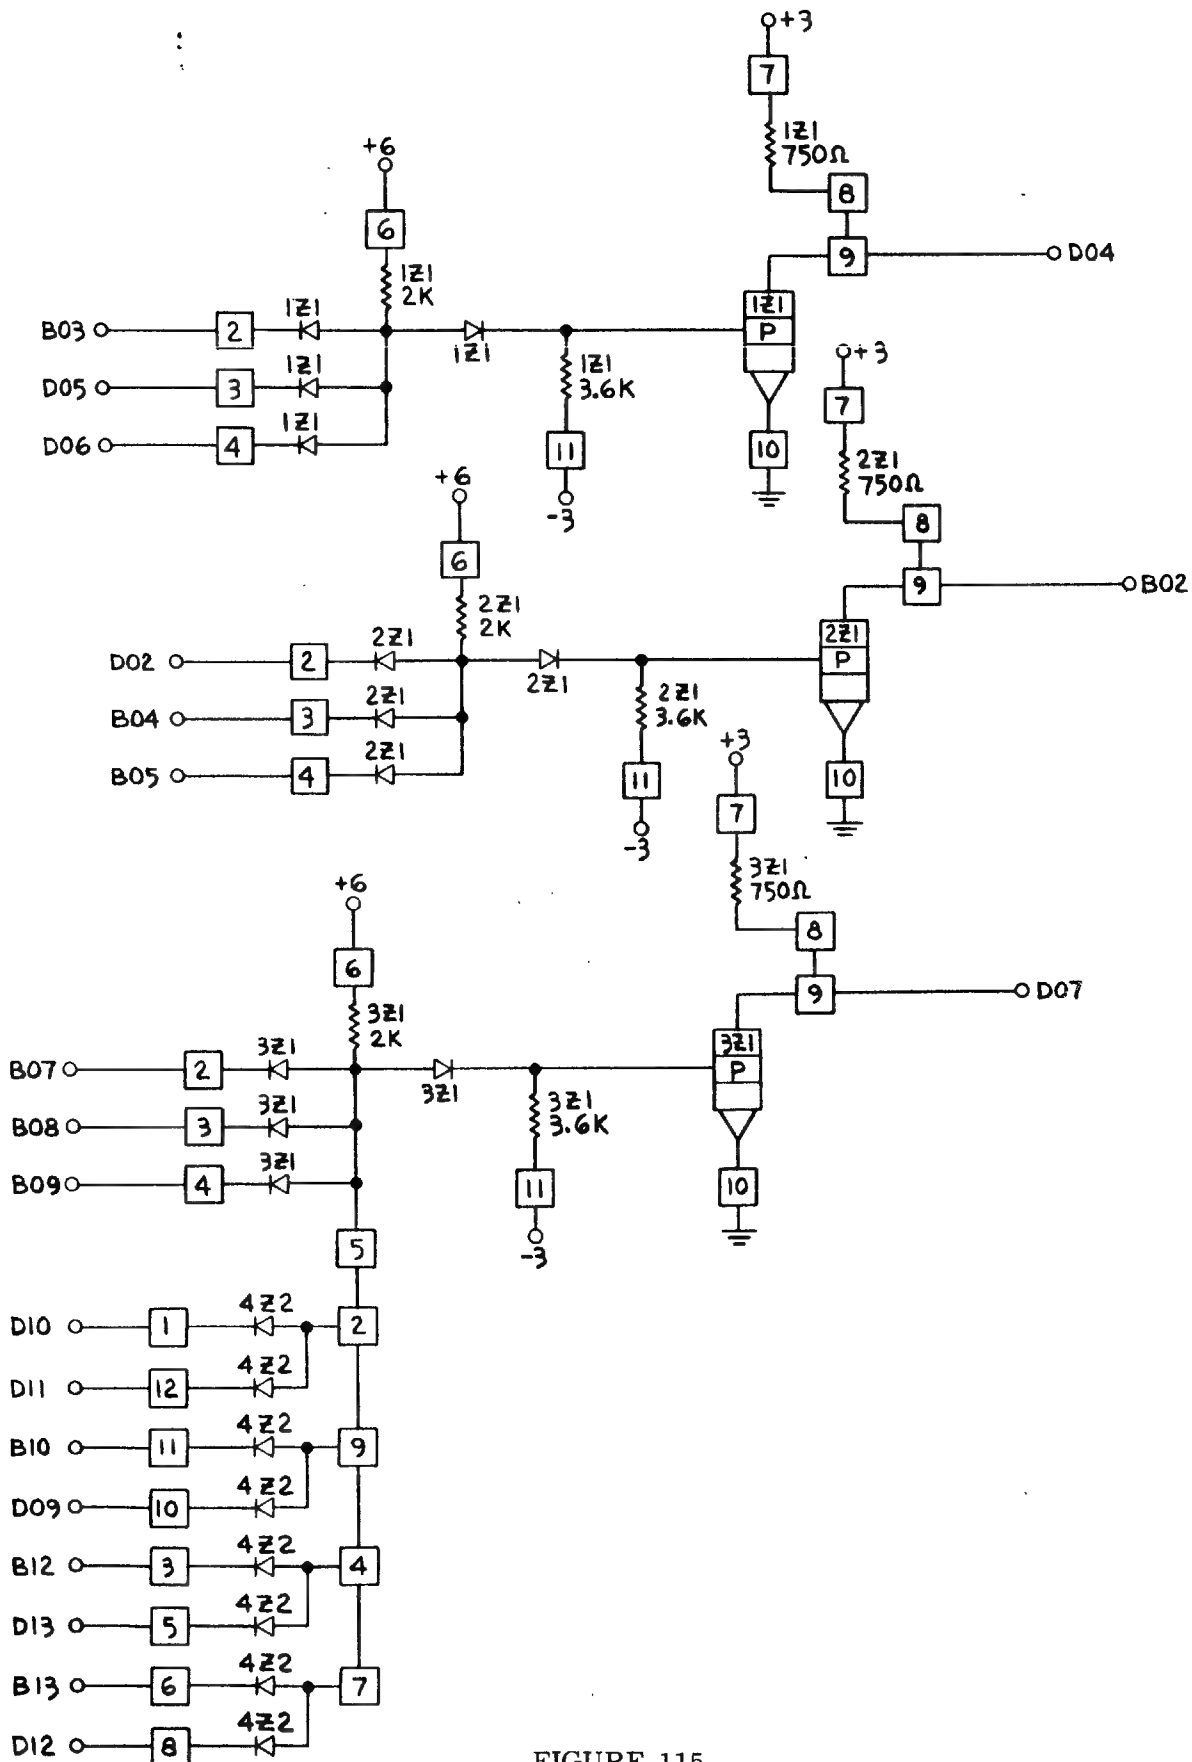 +3
7
1Z1
750Ω
8
9
D04
+6
6
1Z1
2K
B03
2
1Z1
1Z1
D05
3
1Z1
D06
4
1Z1
1Z1
3.6K
11
-3
1Z1
P
10
+3
7
2Z1
750Ω
8
9
B02
+6
6
2Z1
2K
D02
2
2Z1
2Z1
B04
3
2Z1
B05
4
2Z1
2Z1
3.6K
11
-3
2Z1
P
10
+3
7
3Z1
750Ω
8
9
D07
+6
6
3Z1
2K
B07
2
3Z1
3Z1
B08
3
3Z1
B09
4
3Z1
3Z1
3.6K
11
-3
3Z1
P
10
5
D10
1
4Z2
2
D11
12
4Z2
B10
11
4Z2
9
D09
10
4Z2
B12
3
4Z2
4
D13
5
4Z2
B13
6
4Z2
7
D12
8
4Z2
FIGURE 115